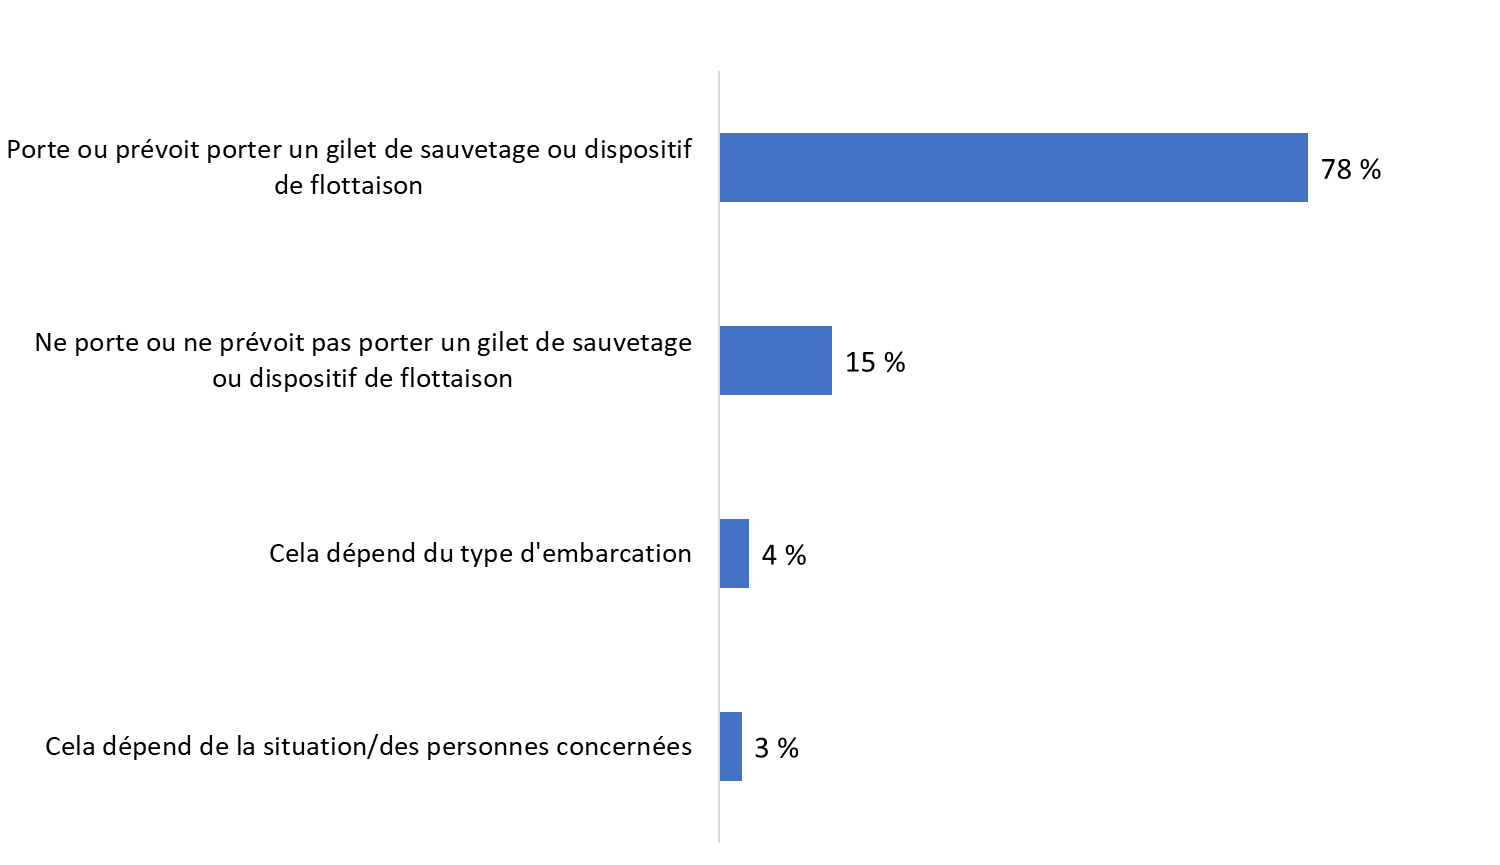 Porte ou prévoit porter un gilet de sauvetage ou dispositif
de flottaison
78 %
Ne porte ou ne prévoit pas porter un gilet de sauvetage
ou dispositif de flottaison
15 %
Cela dépend du type d'embarcation
4 %
Cela dépend de la situation/des personnes concernées
3 %